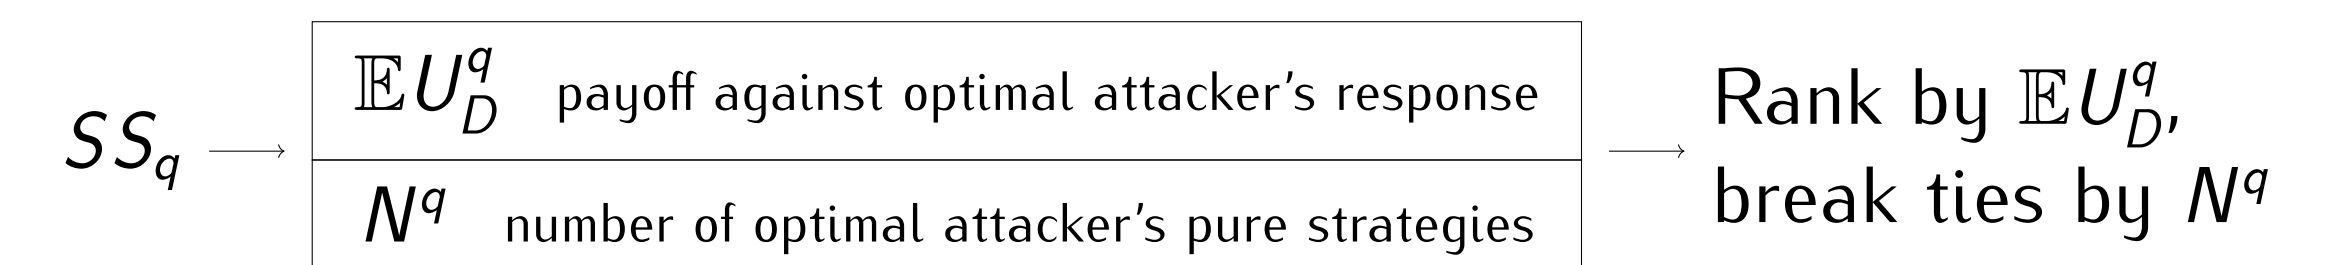 SS_q
𝔼U_D^q payoff against optimal attacker's response
N^q number of optimal attacker's pure strategies
Rank by 𝔼U_D^q,
break ties by N^q